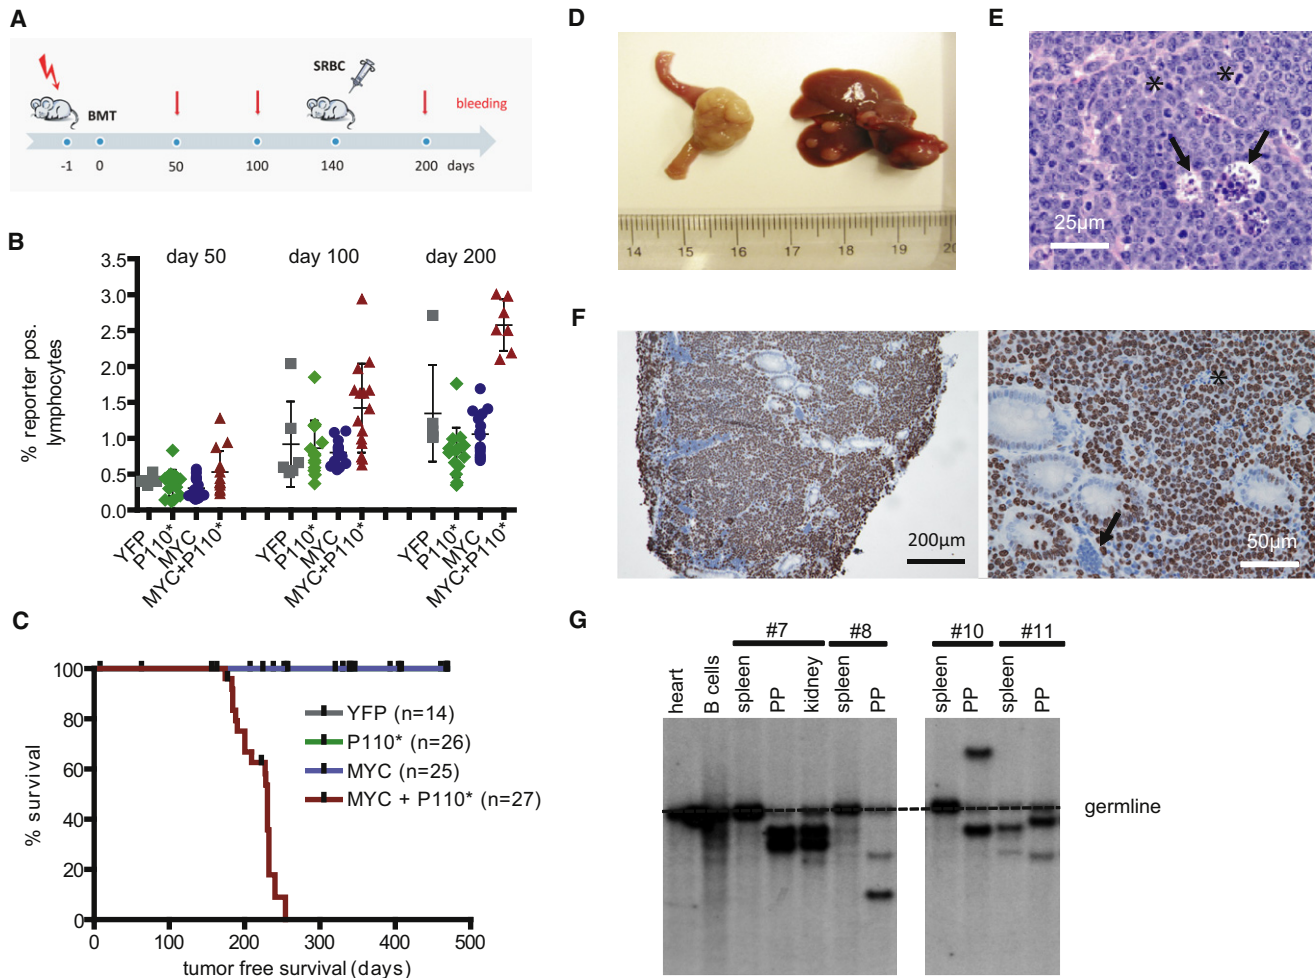 A
SRBC
BMT
bleeding
-1 0 50 100 140 200 days
B
day 50 day 100 day 200
% reporter pos.
lymphocytes
3.5
3.0
2.5
2.0
1.5
1.0
0.5
0.0
YFP P110* MYC MYC+P110* YFP P110* MYC MYC+P110* YFP P110* MYC MYC+P110*
C
% survival
100
80
60
40
20
0
YFP (n=14)
P110* (n=26)
MYC (n=25)
MYC + P110* (n=27)
0 100 200 300 400 500
tumor free survival (days)
D
14 15 16 17 18 19 20
E
* *
25µm
F
200µm
*
50µm
G
#7 #8 #10 #11
heart B cells spleen PP kidney spleen PP spleen PP spleen PP
germline